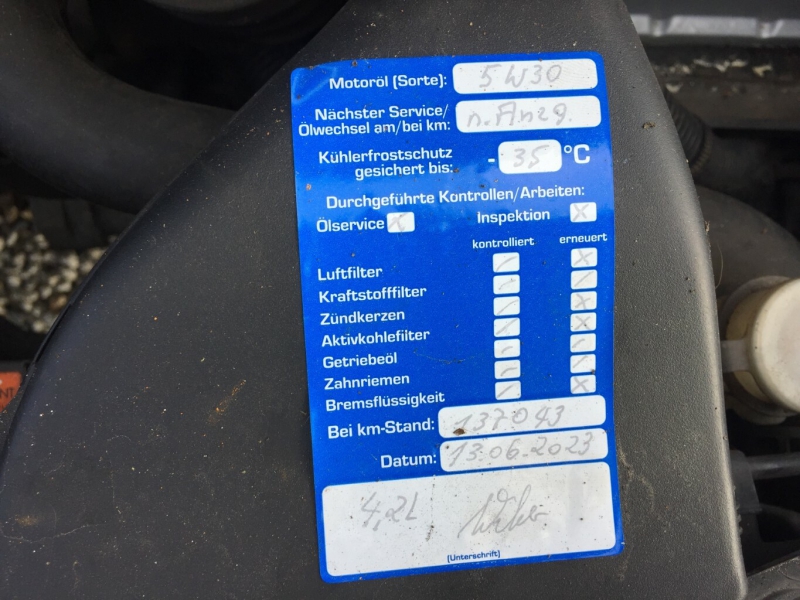 Motoröl (Sorte): 5W30
Nächster Service/
Ölwechsel am/bei km: n. Anzg.
Kühlerfrostschutz
gesichert bis: - 35 °C
Durchgeführte Kontrollen/Arbeiten:
Ölservice x Inspektion x
kontrolliert erneuert
Luftfilter
Kraftstofffilter
Zündkerzen
Aktivkohlefilter
Getriebeöl
Zahnriemen
Bremsflüssigkeit
Bei km-Stand: 137043
Datum: 13.06.2023
4,2L
(Unterschrift)